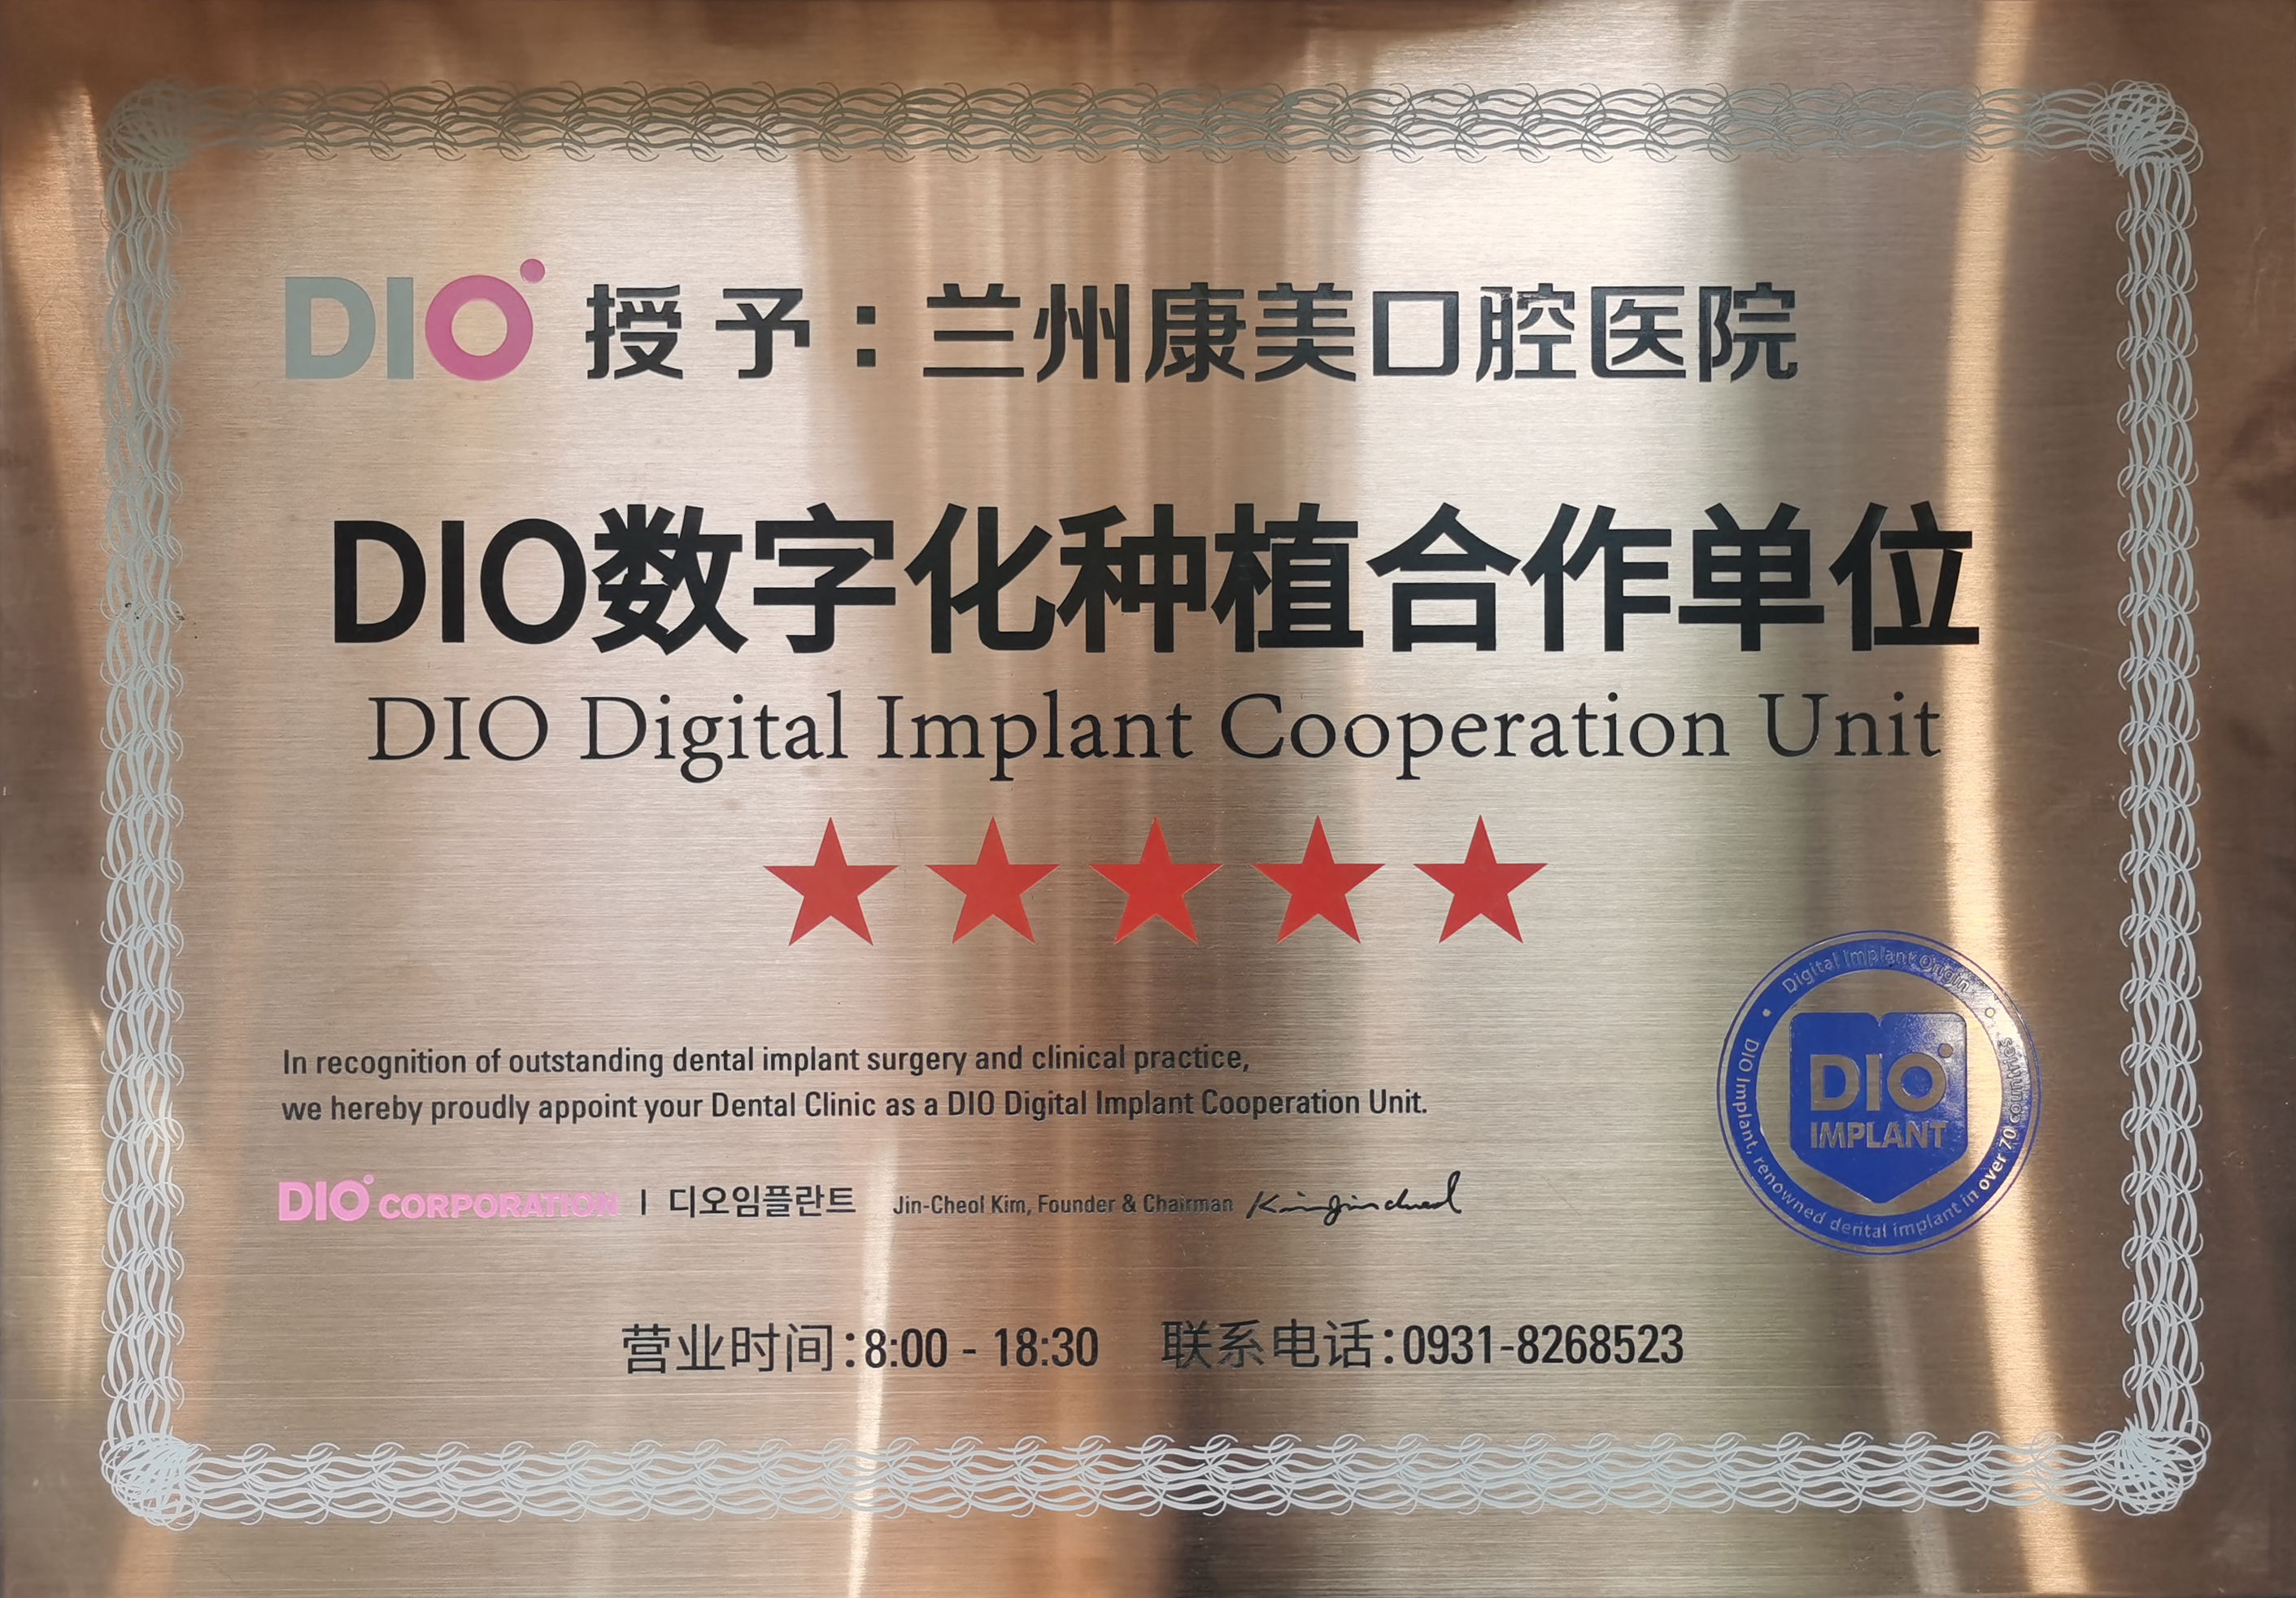 DIO 授予：兰州康美口腔医院
DIO数字化种植合作单位
DIO Digital Implant Cooperation Unit
In recognition of outstanding dental implant surgery and clinical practice,
we hereby proudly appoint your Dental Clinic as a DIO Digital Implant Cooperation Unit.
DIO CORPORATION | 디오임플란트 Jin-Cheol Kim, Founder & Chairman Kimjincheol
Digital Implant Origin
DIO
IMPLANT
DIO Implant, renowned dental implant in over 70 countries
营业时间：8:00 - 18:30 联系电话：0931-8268523